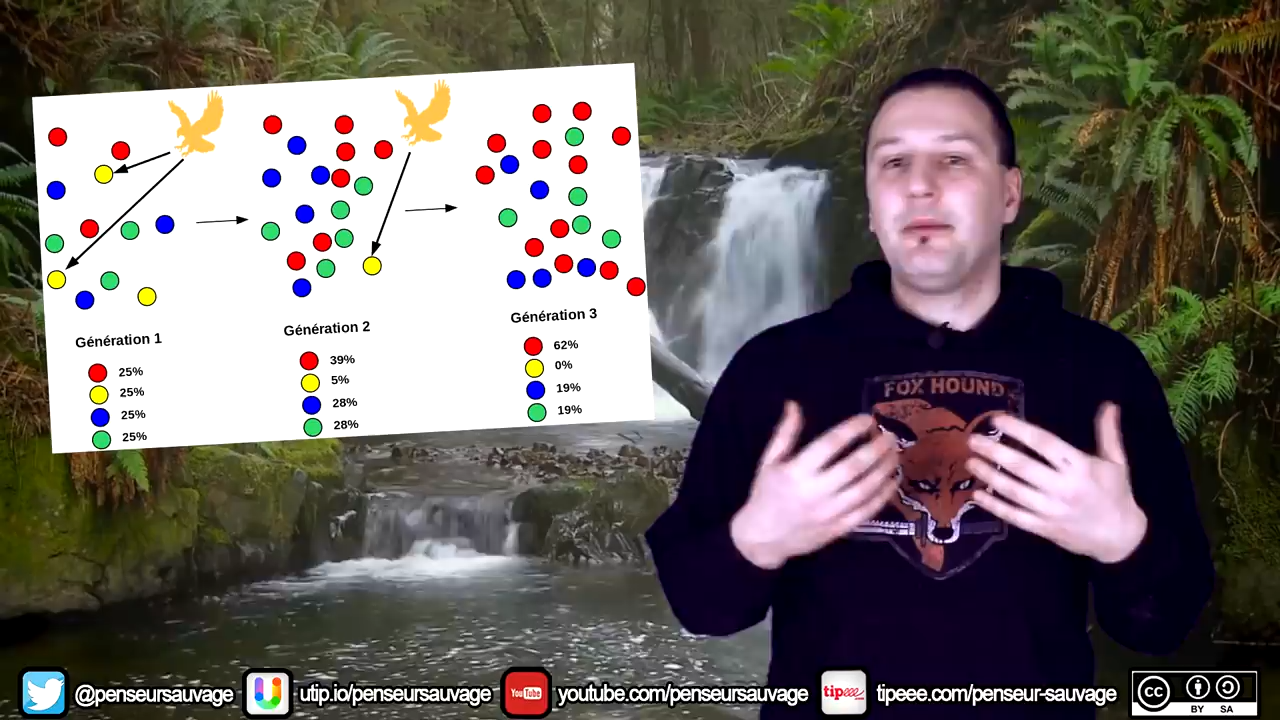 Génération 1
25%
25%
25%
25%
Génération 2
39%
5%
28%
28%
Génération 3
62%
0%
19%
19%
FOX HOUND
@penseursauvage
utip.io/penseursauvage
YouTube
youtube.com/penseursauvage
tipeee
tipeee.com/penseur-sauvage
cc
BY SA